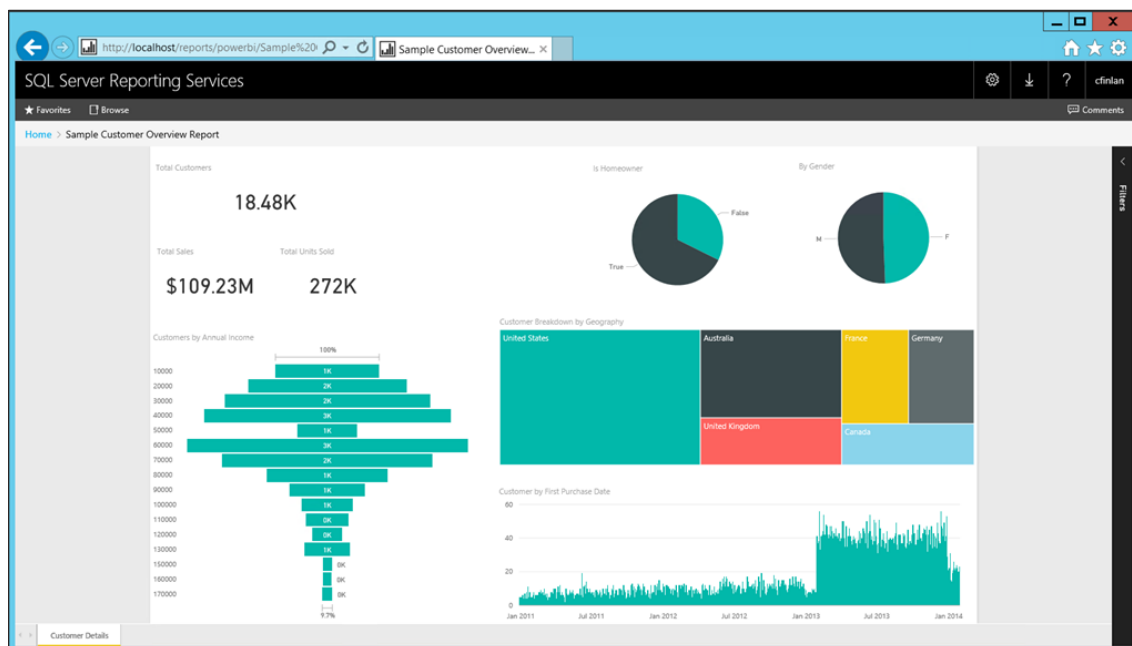 http://localhost/reports/powerbi/Sample%20
Sample Customer Overview...
SQL Server Reporting Services
cfinlan
Favorites
Browse
Comments
Home > Sample Customer Overview Report
Filters
Total Customers
18.48K
Total Sales
$109.23M
Total Units Sold
272K
Is Homeowner
False
True
By Gender
M
F
Customers by Annual Income
100%
10000 1K
20000 2K
30000 2K
40000 3K
50000 1K
60000 3K
70000 2K
80000 1K
90000 1K
100000 1K
110000 0K
120000 0K
130000 1K
150000 0K
160000 0K
170000 0K
9.7%
Customer Breakdown by Geography
United States
Australia
United Kingdom
France
Germany
Canada
Customer by First Purchase Date
60
40
20
0
Jan 2011 Jul 2011 Jan 2012 Jul 2012 Jan 2013 Jul 2013 Jan 2014
Customer Details